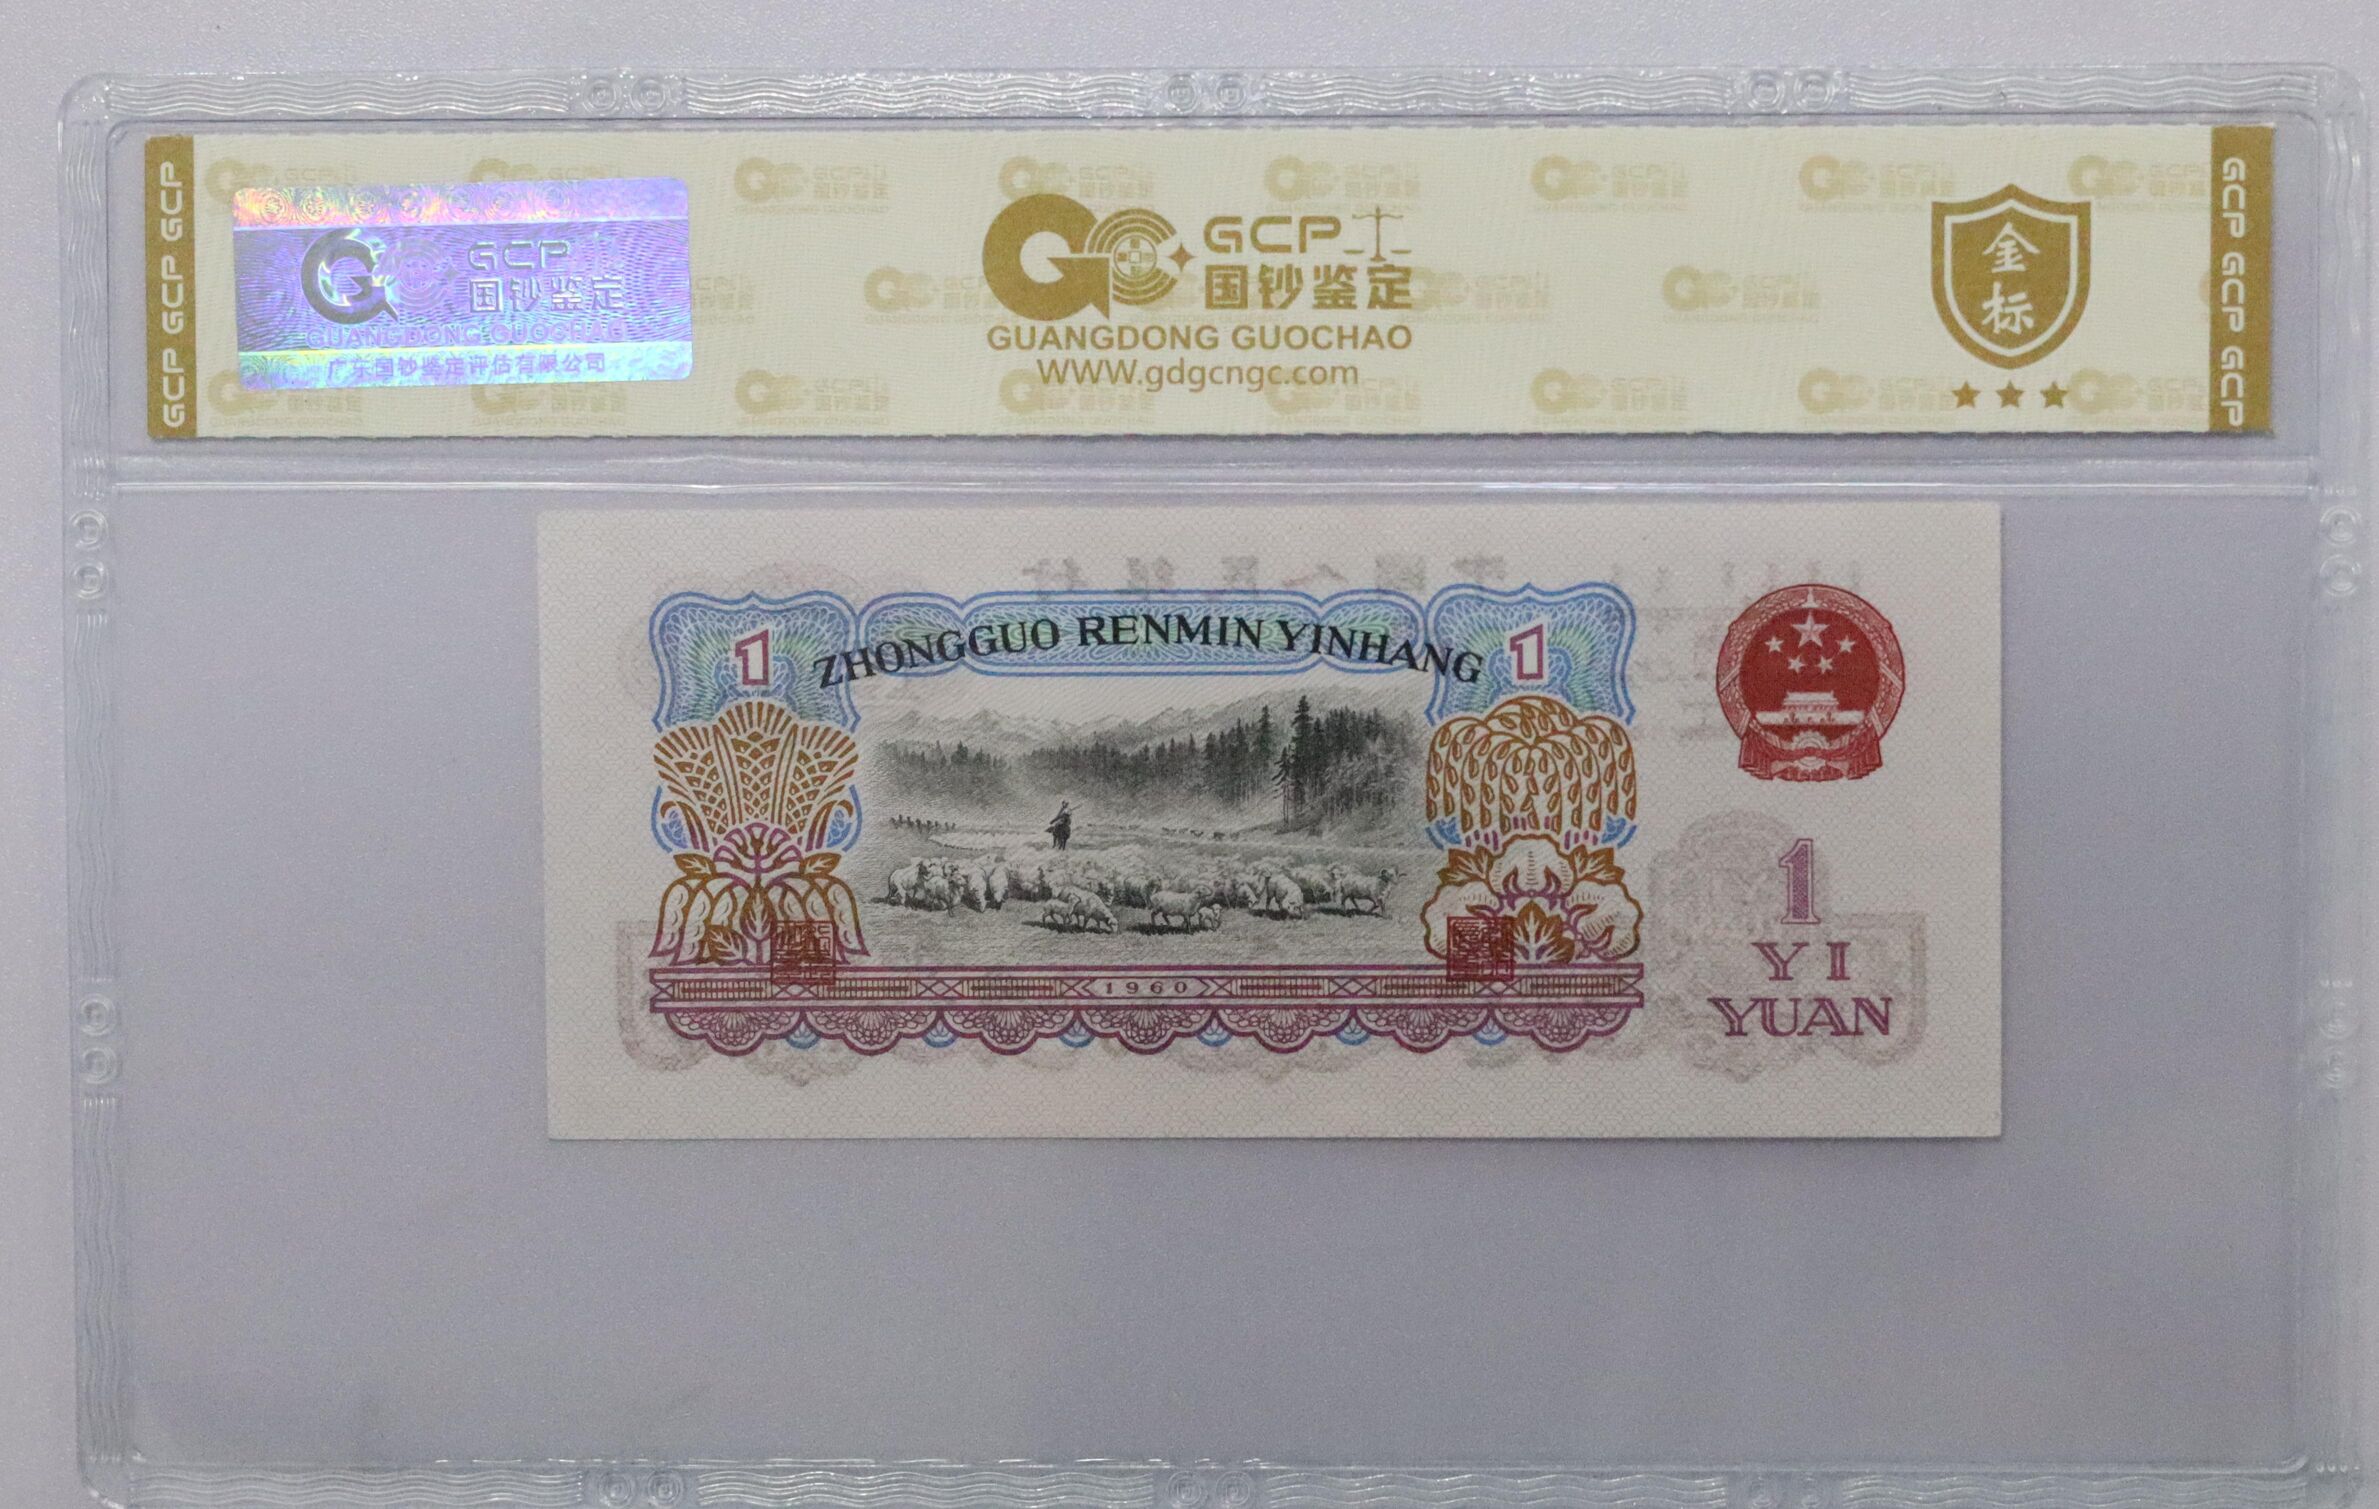 GCP GCP GCP
GCP
国钞鉴定
GUANGDONG GUOCHAO
广东国钞鉴定评估有限公司
GCP
国钞鉴定
GUANGDONG GUOCHAO
WWW.gdgcngc.com
金标
GCP GCP GCP
ZHONGGUO RENMIN YINHANG
1
1
1960
1
YI
YUAN